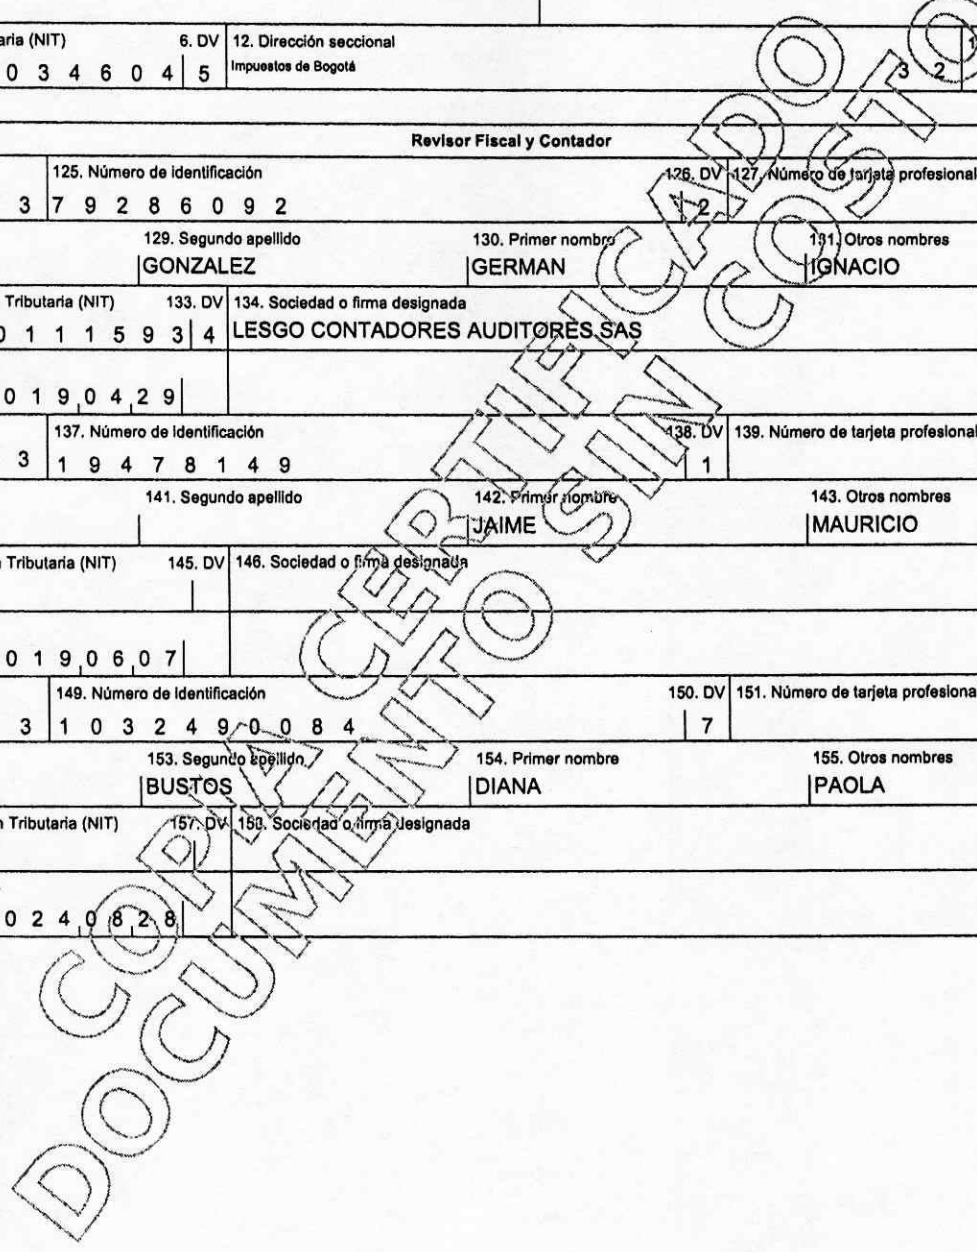 aria (NIT) 6. DV 12. Dirección seccional
0 3 4 6 0 4 5 Impuestos de Bogotá 3 2
Revisor Fiscal y Contador
125. Número de identificación 126. DV 127. Número de tarjeta profesional
3 7 9 2 8 6 0 9 2 2
129. Segundo apellido 130. Primer nombre 131. Otros nombres
GONZALEZ GERMAN IGNACIO
Tributaria (NIT) 133. DV 134. Sociedad o firma designada
0 1 1 1 5 9 3 4 LESGO CONTADORES AUDITORES SAS
0 1 9 0 4 2 9
137. Número de identificación 138. DV 139. Número de tarjeta profesional
3 1 9 4 7 8 1 4 9 1
141. Segundo apellido 142. Primer nombre 143. Otros nombres
JAIME MAURICIO
Tributaria (NIT) 145. DV 146. Sociedad o firma designada
0 1 9 0 6 0 7
149. Número de identificación 150. DV 151. Número de tarjeta profesiona
3 1 0 3 2 4 9 0 0 8 4 7
153. Segundo apellido 154. Primer nombre 155. Otros nombres
BUSTOS DIANA PAOLA
Tributaria (NIT) 157. DV 158. Sociedad o firma designada
0 2 4 0 8 2 8
COPIA CERTIFICADO
DOCUMENTO SIN COSTO